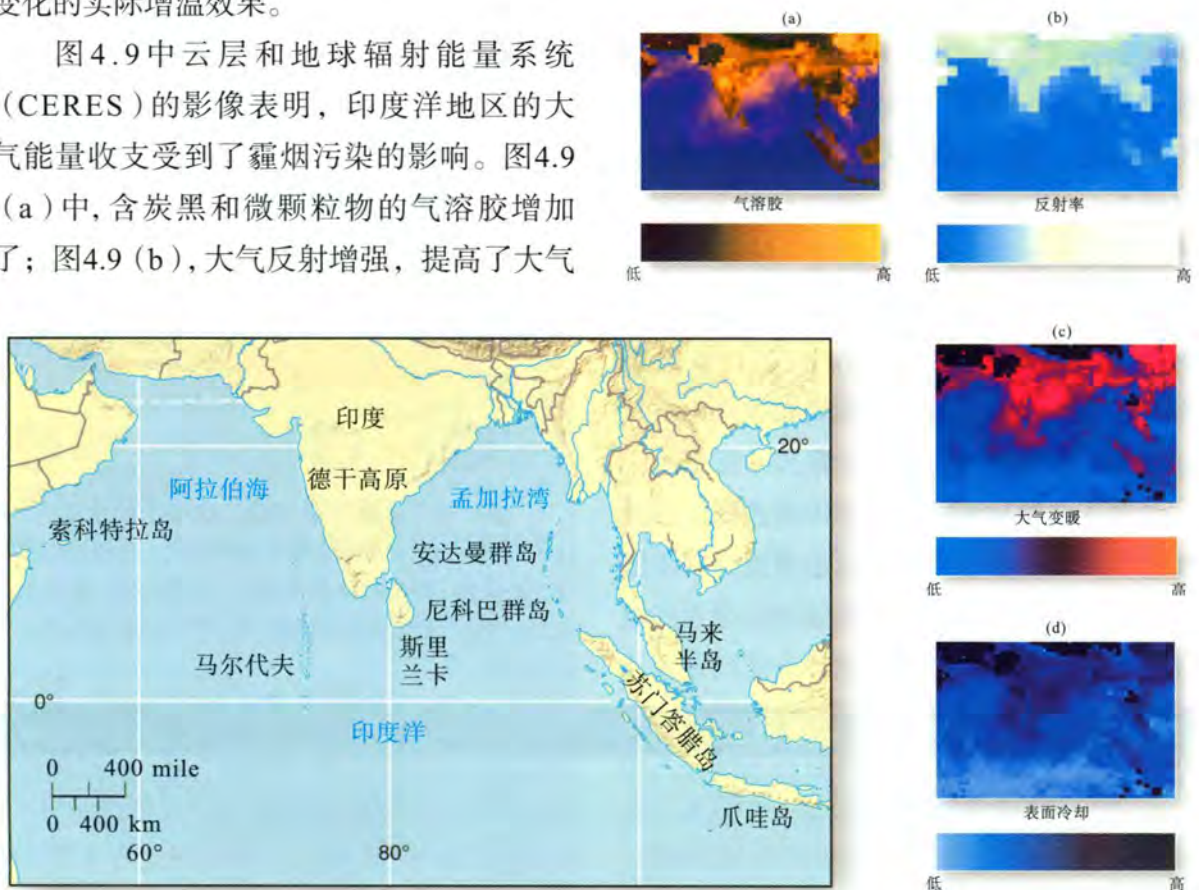 变化的实际增温效果。
图4.9中云层和地球辐射能量系统
（CERES）的影像表明，印度洋地区的大
气能量收支受到了霾烟污染的影响。图4.9
（a）中，含炭黑和微颗粒物的气溶胶增加
了；图4.9（b），大气反射增强，提高了大气
(a)
气溶胶
低 高
(b)
反射率
低 高
(c)
大气变暖
低 高
(d)
表面冷却
低 高
印度
20°
德干高原
阿拉伯海
孟加拉湾
索科特拉岛
安达曼群岛
尼科巴群岛
斯里
兰卡
马来
半岛
马尔代夫
苏门答腊岛
0°
印度洋
0 400 mile
0 400 km
爪哇岛
60°
80°